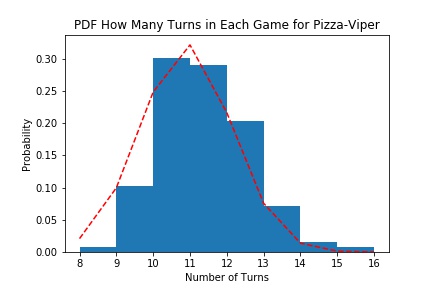 PDF How Many Turns in Each Game for Pizza-Viper
Probability
0.30
0.25
0.20
0.15
0.10
0.05
0.00
8 9 10 11 12 13 14 15 16
Number of Turns